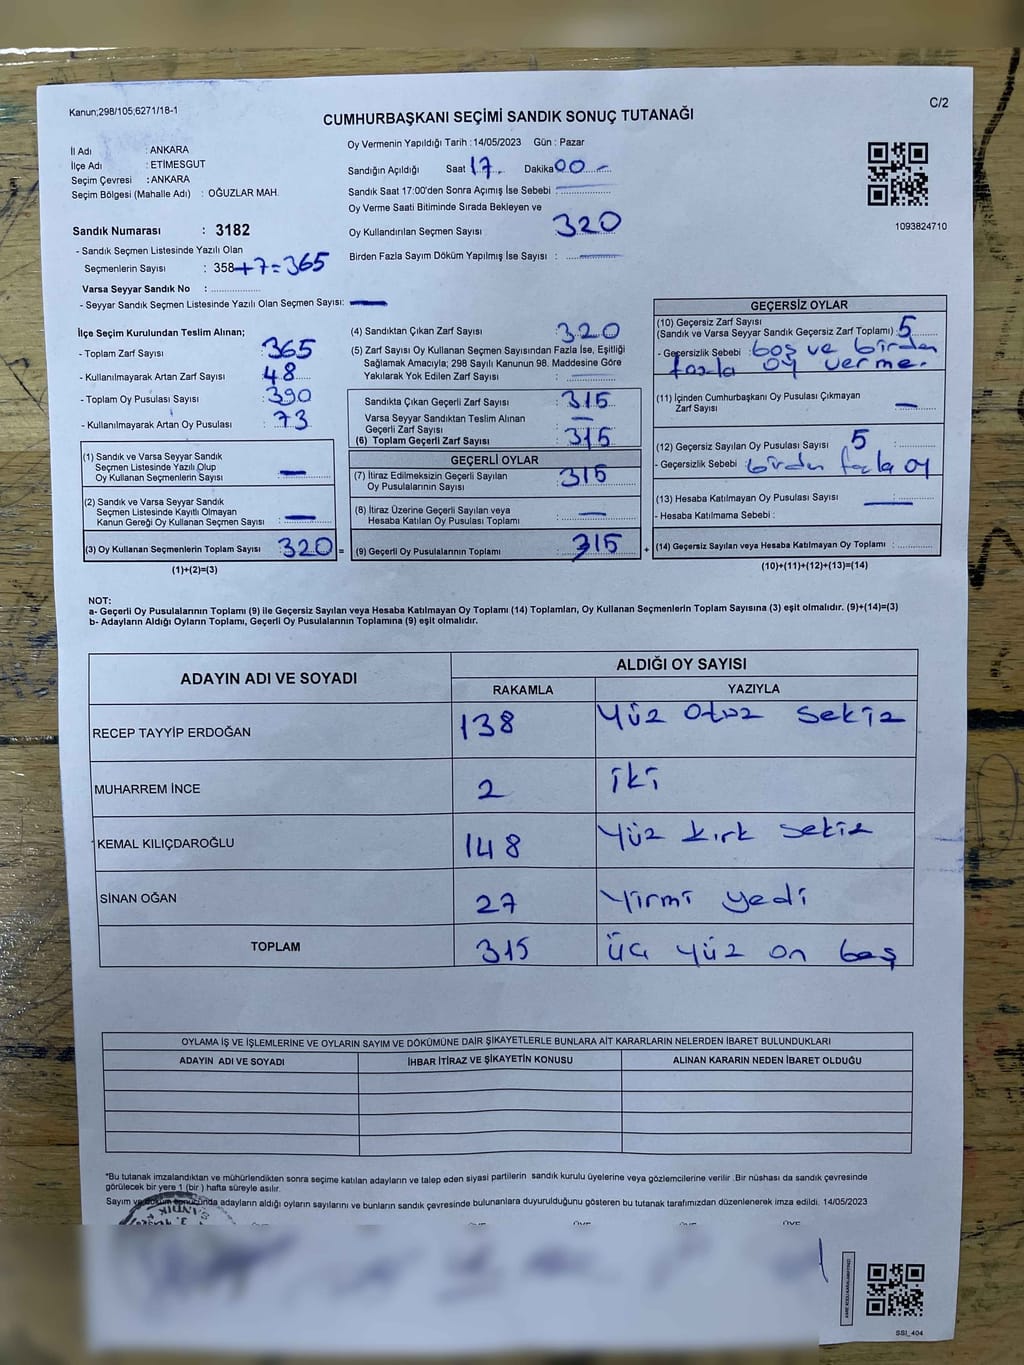 Kanun;298/105;6271/18-1
C/2
CUMHURBAŞKANI SEÇİMİ SANDIK SONUÇ TUTANAĞI
İl Adı : ANKARA
İlçe Adı : ETİMESGUT
Seçim Çevresi : ANKARA
Seçim Bölgesi (Mahalle Adı) : OĞUZLAR MAH.
Oy Vermenin Yapıldığı Tarih :14/05/2023 Gün : Pazar
Sandığın Açıldığı Saat 17 Dakika 00
Sandık Saat 17:00'den Sonra Açımış İse Sebebi :
Oy Verme Saati Bitiminde Sırada Bekleyen ve
Oy Kullandırılan Seçmen Sayısı : 320
Birden Fazla Sayım Döküm Yapılmış İse Sayısı :
1093824710
Sandık Numarası : 3182
- Sandık Seçmen Listesinde Yazılı Olan
Seçmenlerin Sayısı : 358+7=365
Varsa Seyyar Sandık No :
- Seyyar Sandık Seçmen Listesinde Yazılı Olan Seçmen Sayısı: —
İlçe Seçim Kurulundan Teslim Alınan;
- Toplam Zarf Sayısı : 365
- Kullanılmayarak Artan Zarf Sayısı : 48
- Toplam Oy Pusulası Sayısı : 390
- Kullanılmayarak Artan Oy Pusulası : 73
(1) Sandık ve Varsa Seyyar Sandık
Seçmen Listesinde Yazılı Olup
Oy Kullanan Seçmenlerin Sayısı : —
(2) Sandık ve Varsa Seyyar Sandık
Seçmen Listesinde Kayıtlı Olmayan
Kanun Gereği Oy Kullanan Seçmen Sayısı : —
(3) Oy Kullanan Seçmenlerin Toplam Sayısı : 320 =
(1)+(2)=(3)
(4) Sandıktan Çıkan Zarf Sayısı : 320
(5) Zarf Sayısı Oy Kullanan Seçmen Sayısından Fazla İse, Eşitliği
Sağlamak Amacıyla; 298 Sayılı Kanunun 98. Maddesine Göre
Yakılarak Yok Edilen Zarf Sayısı :
Sandıkta Çıkan Geçerli Zarf Sayısı : 315
Varsa Seyyar Sandıktan Teslim Alınan
Geçerli Zarf Sayısı : —
(6) Toplam Geçerli Zarf Sayısı : 315
GEÇERLİ OYLAR
(7) İtiraz Edilmeksizin Geçerli Sayılan
Oy Pusulalarının Sayısı : 315
(8) İtiraz Üzerine Geçerli Sayılan veya
Hesaba Katılan Oy Pusulası Toplamı : —
(9) Geçerli Oy Pusulalarının Toplamı : 315 +
GEÇERSİZ OYLAR
(10) Geçersiz Zarf Sayısı
(Sandık ve Varsa Seyyar Sandık Geçersiz Zarf Toplamı) : 5
- Geçersizlik Sebebi : boş ve birden
fazla oy verme.
(11) İçinden Cumhurbaşkanı Oy Pusulası Çıkmayan
Zarf Sayısı : —
(12) Geçersiz Sayılan Oy Pusulası Sayısı 5 :
- Geçersizlik Sebebi : birden fazla oy
(13) Hesaba Katılmayan Oy Pusulası Sayısı : —
- Hesaba Katılmama Sebebi :
(14) Geçersiz Sayılan veya Hesaba Katılmayan Oy Toplamı :
(10)+(11)+(12)+(13)=(14)
NOT:
a- Geçerli Oy Pusulalarının Toplamı (9) ile Geçersiz Sayılan veya Hesaba Katılmayan Oy Toplamı (14) Toplamları, Oy Kullanan Seçmenlerin Toplam Sayısına (3) eşit olmalıdır. (9)+(14)=(3)
b- Adayların Aldığı Oyların Toplamı, Geçerli Oy Pusulalarının Toplamına (9) eşit olmalıdır.
ADAYIN ADI VE SOYADI ALDIĞI OY SAYISI
RAKAMLA YAZIYLA
RECEP TAYYİP ERDOĞAN 138 Yüz Otuz Sekiz
MUHARREM İNCE 2 iki
KEMAL KILIÇDAROĞLU 148 Yüz kırk sekiz
SİNAN OĞAN 27 Yirmi yedi
TOPLAM 315 Üç yüz on beş
OYLAMA İŞ VE İŞLEMLERİNE VE OYLARIN SAYIM VE DÖKÜMÜNE DAİR ŞİKAYETLERLE BUNLARA AİT KARARLARIN NELERDEN İBARET BULUNDUKLARI
ADAYIN ADI VE SOYADI İHBAR İTİRAZ VE ŞİKAYETİN KONUSU ALINAN KARARIN NEDEN İBARET OLDUĞU
*Bu tutanak imzalandıktan ve mühürlendikten sonra seçime katılan adayların ve talep eden siyasi partilerin sandık kurulu üyelerine veya gözlemcilerine verilir .Bir nüshası da sandık çevresinde
görülecek bir yere 1 (bir ) hafta süreyle asılır.
Sayım ve döküm sonucunda adayların aldığı oyların sayılarını ve bunların sandık çevresinde bulunanlara duyurulduğunu gösteren bu tutanak tarafımızdan düzenlenerek imza edildi. 14/05/2023
SSI_404